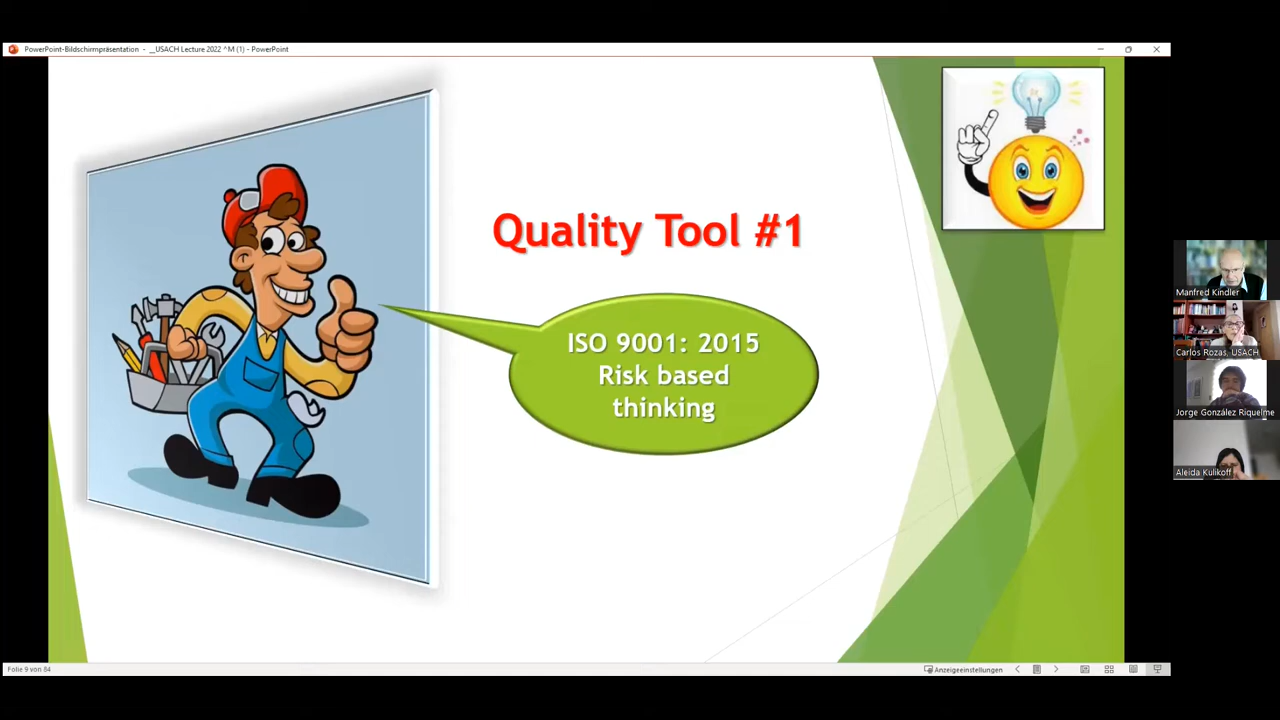 PowerPoint-Bildschirmpräsentation - __USACH Lecture 2022 ^M (1) - PowerPoint
Quality Tool #1
ISO 9001: 2015
Risk based
thinking
Manfred Kindler
Carlos Rozas, USACH
Jorge González Riquelme
Aleida Kulikoff
Folie 9 von 84
Anzeigeeinstellungen